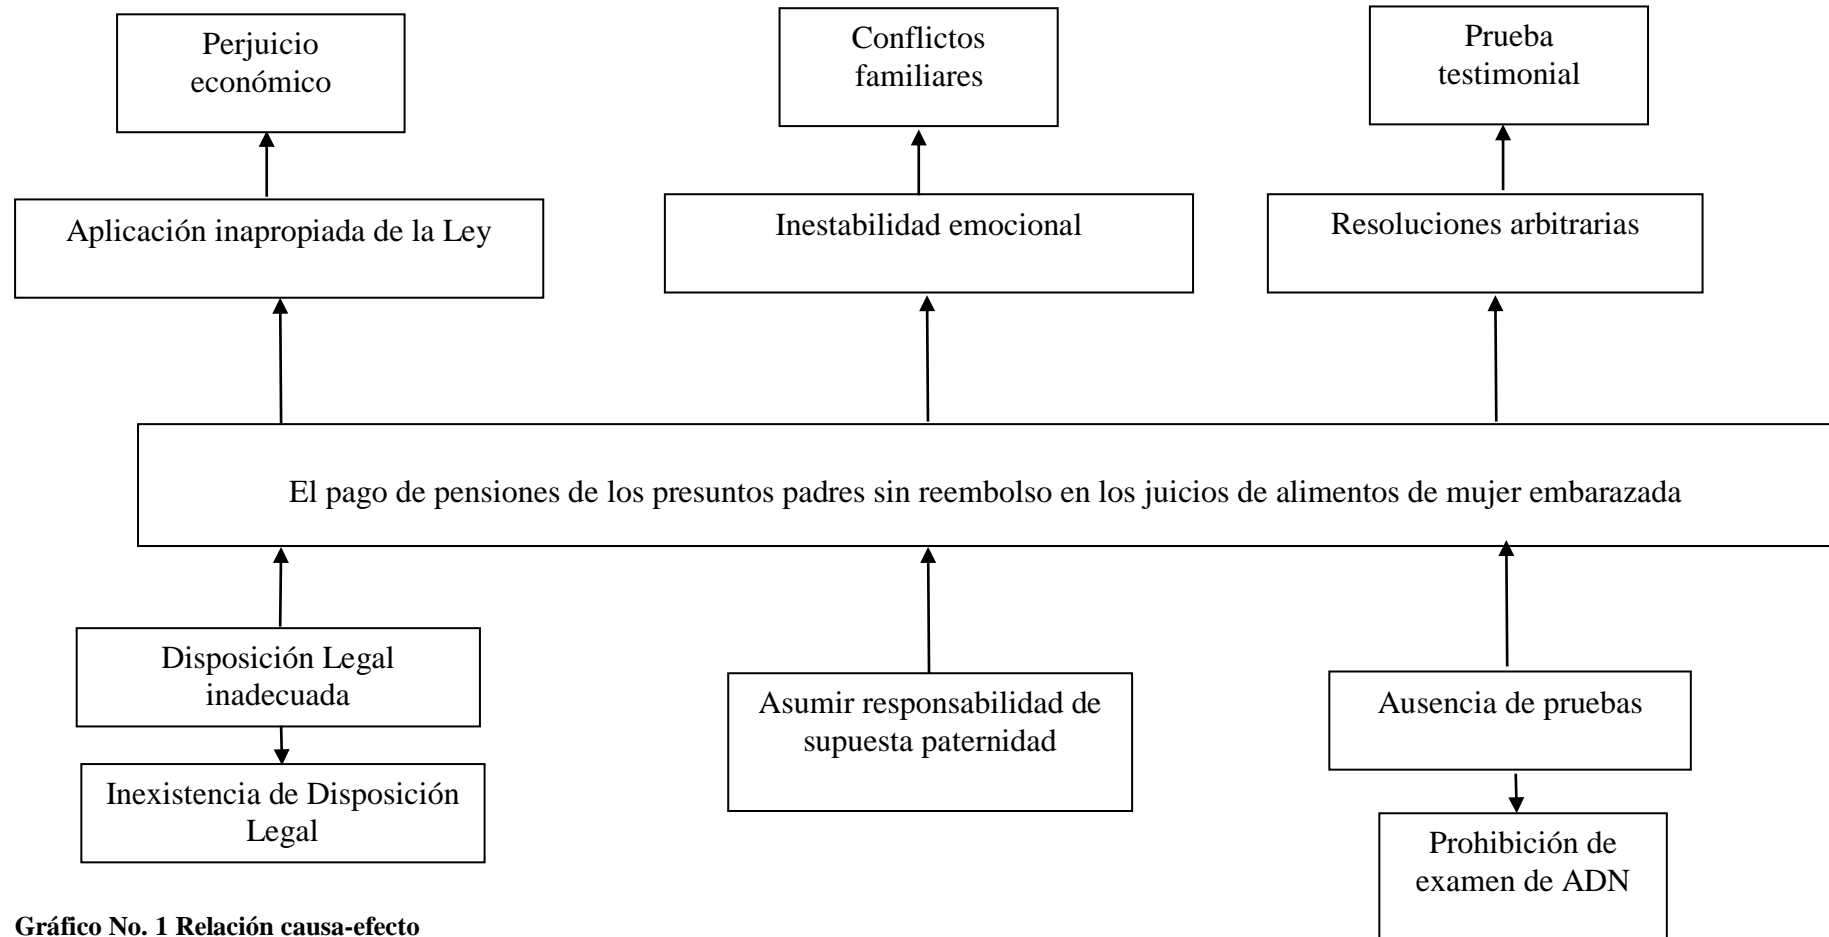 Perjuicio
económico
Conflictos
familiares
Prueba
testimonial
Aplicación inapropiada de la Ley
Inestabilidad emocional
Resoluciones arbitrarias
El pago de pensiones de los presuntos padres sin reembolso en los juicios de alimentos de mujer embarazada
Disposición Legal
inadecuada
Asumir responsabilidad de
supuesta paternidad
Ausencia de pruebas
Inexistencia de Disposición
Legal
Prohibición de
examen de ADN
Gráfico No. 1 Relación causa-efecto